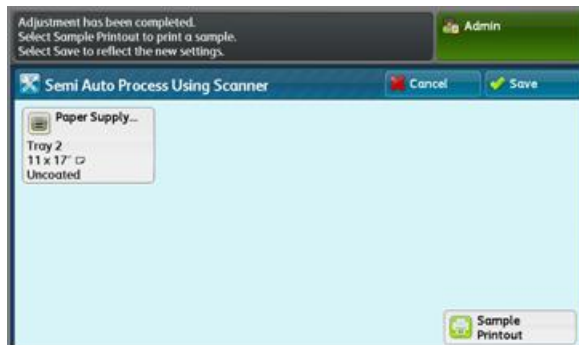 Adjustment has been completed.
Select Sample Printout to print a sample.
Select Save to reflect the new settings.
Admin
Semi Auto Process Using Scanner
Cancel
Save
Paper Supply...
Tray 2
11 x 17"
Uncoated
Sample
Printout